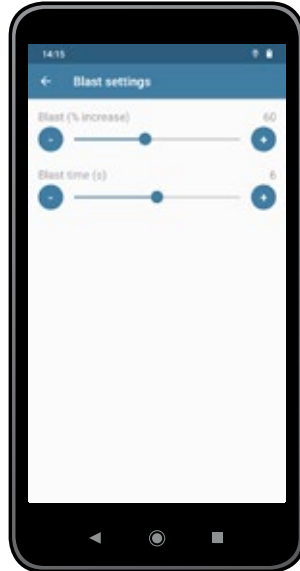 14:15
Blast settings
Blast (% increase) 60
- +
Blast time (s) 6
- +